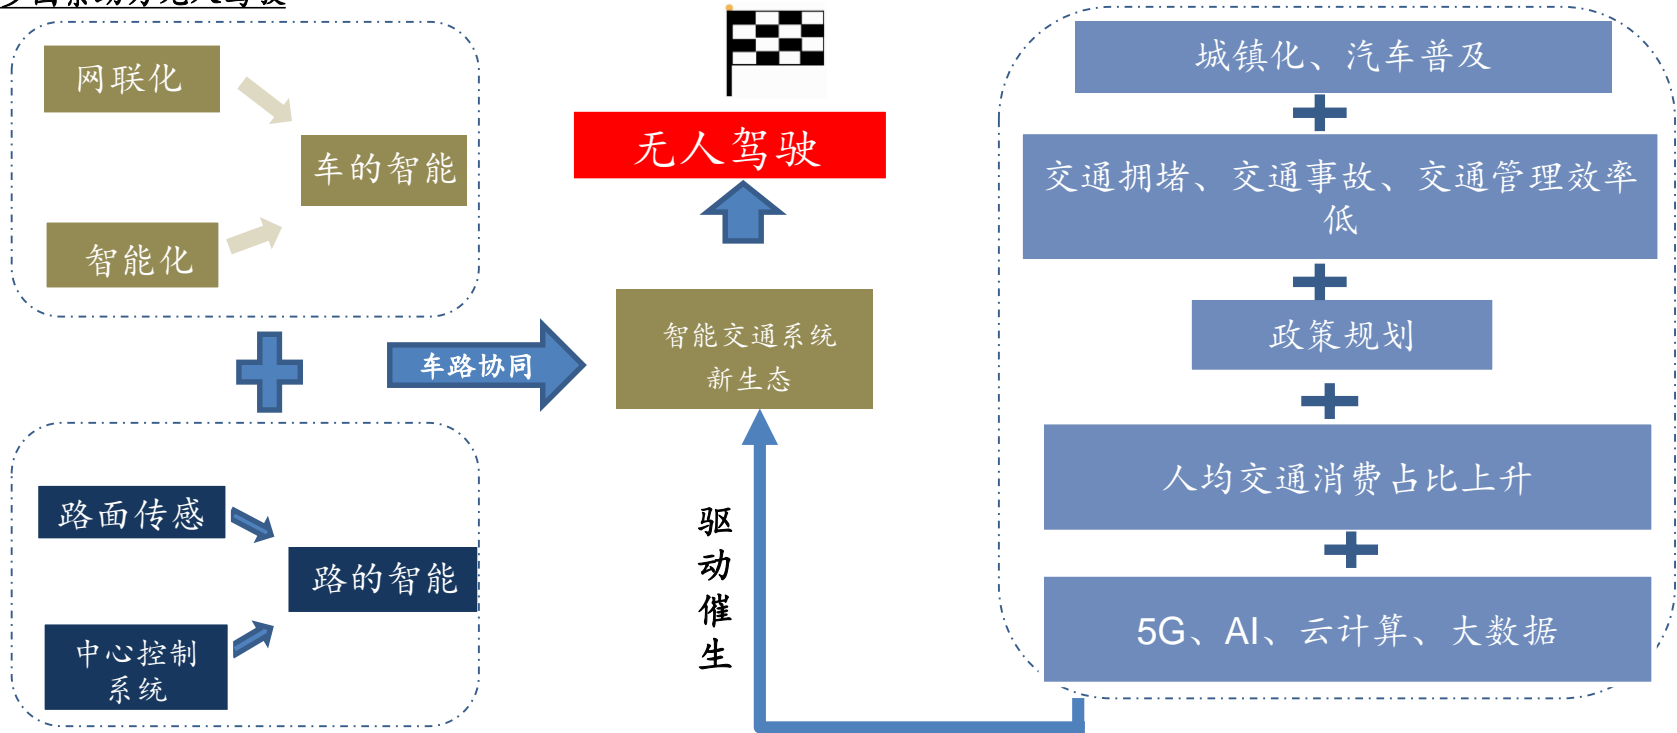 网联化
车的智能
智能化
车路协同
路面传感
路的智能
中心控制
系统
无人驾驶
智能交通系统
新生态
驱
动
催
生
城镇化、汽车普及
交通拥堵、交通事故、交通管理效率
低
政策规划
人均交通消费占比上升
5G、AI、云计算、大数据